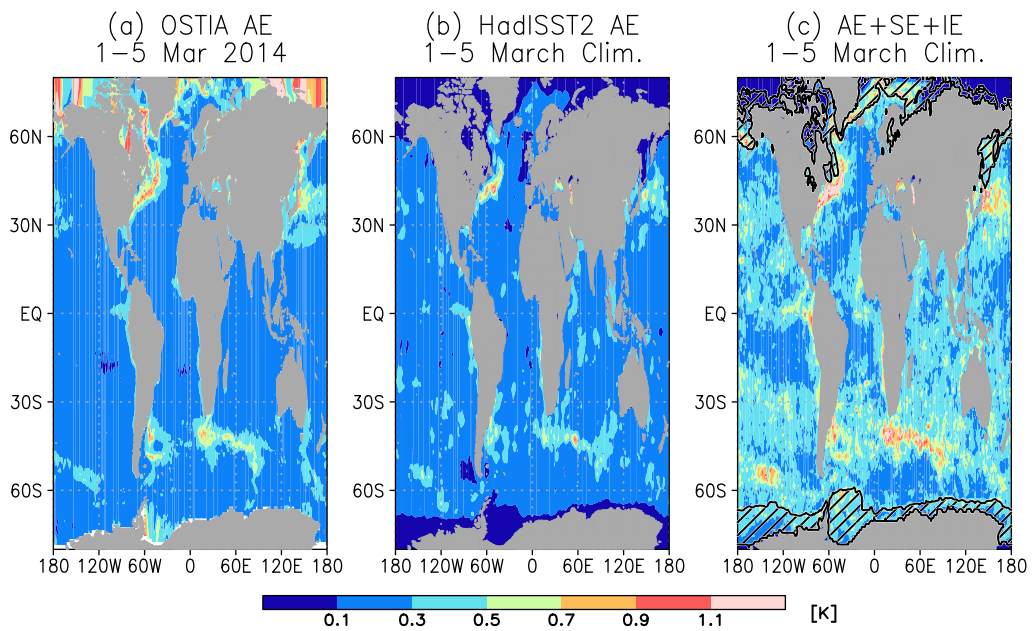 (a) OSTIA AE
1-5 Mar 2014
(b) HadISST2 AE
1-5 March Clim.
(c) AE+SE+IE
1-5 March Clim.
60N
30N
EQ
30S
60S
180 120W 60W 0 60E 120E 180
60N
30N
EQ
30S
60S
180 120W 60W 0 60E 120E 180
60N
30N
EQ
30S
60S
180 120W 60W 0 60E 120E 180
0.1 0.3 0.5 0.7 0.9 1.1 [K]